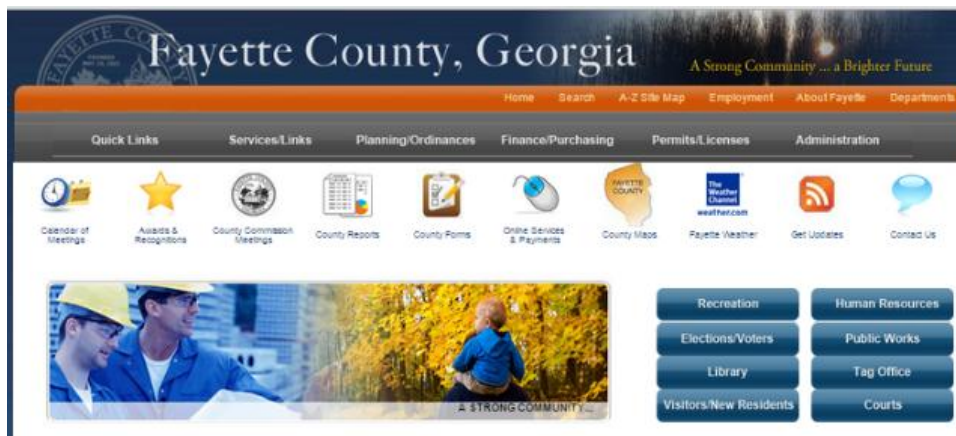 Fayette County, Georgia
A Strong Community ... a Brighter Future
Home Search A-Z Site Map Employment About Fayette Departments
Quick Links Services/Links Planning/Ordinances Finance/Purchasing Permits/Licenses Administration
FAYETTE
COUNTY
The
Weather
Channel
weather.com
Calendar of
Meetings
Awards &
Recognitions
County Commission
Meetings
County Reports
County Forms
Online Services
& Payments
County Maps
Fayette Weather
Get Updates
Contact Us
A STRONG COMMUNITY...
Recreation Human Resources
Elections/Voters Public Works
Library Tag Office
Visitors/New Residents Courts